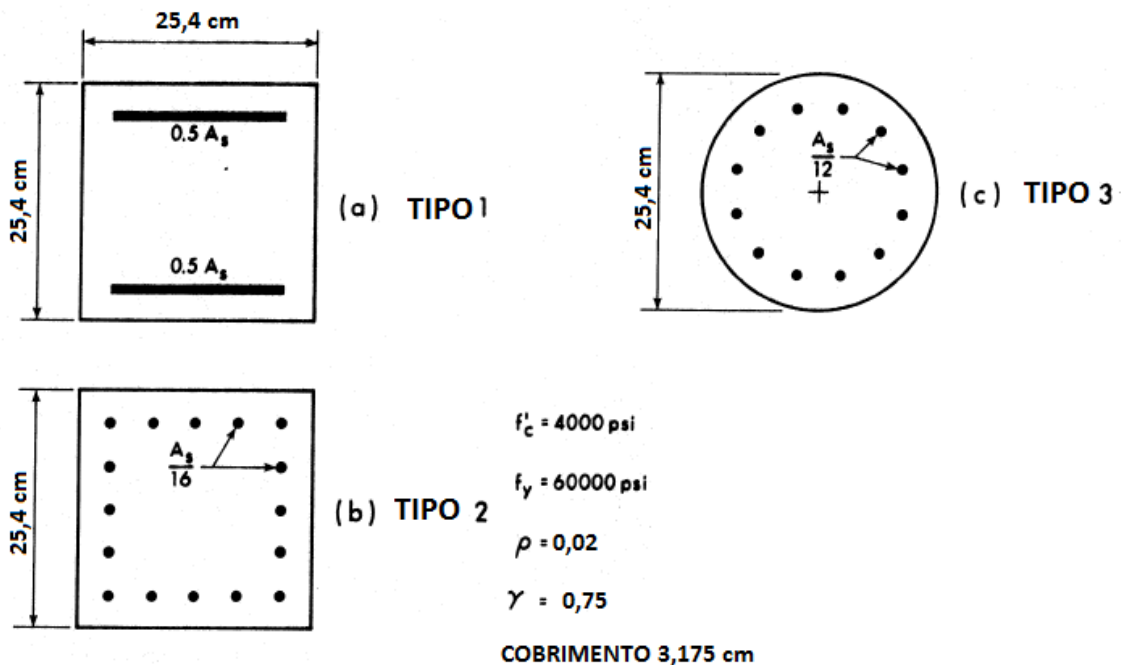 25,4 cm
25,4 cm
0.5 Aₛ
0.5 Aₛ
(a) TIPO 1
25,4 cm
Aₛ
12
(c) TIPO 3
25,4 cm
Aₛ
16
(b) TIPO 2
f'c = 4000 psi
fy = 60000 psi
ρ = 0,02
γ = 0,75
COBRIMENTO 3,175 cm